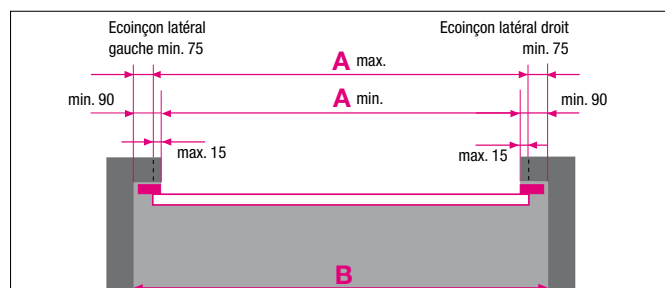 Ecoinçon latéral
gauche min. 75
Ecoinçon latéral droit
min. 75
A max.
min. 90
A min.
min. 90
max. 15
max. 15
B